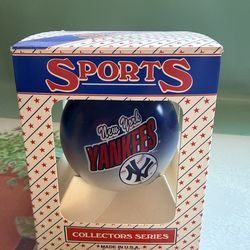 SPORTS
New York
YANKEES
NY
COLLECTORS SERIES
MADE IN U.S.A.